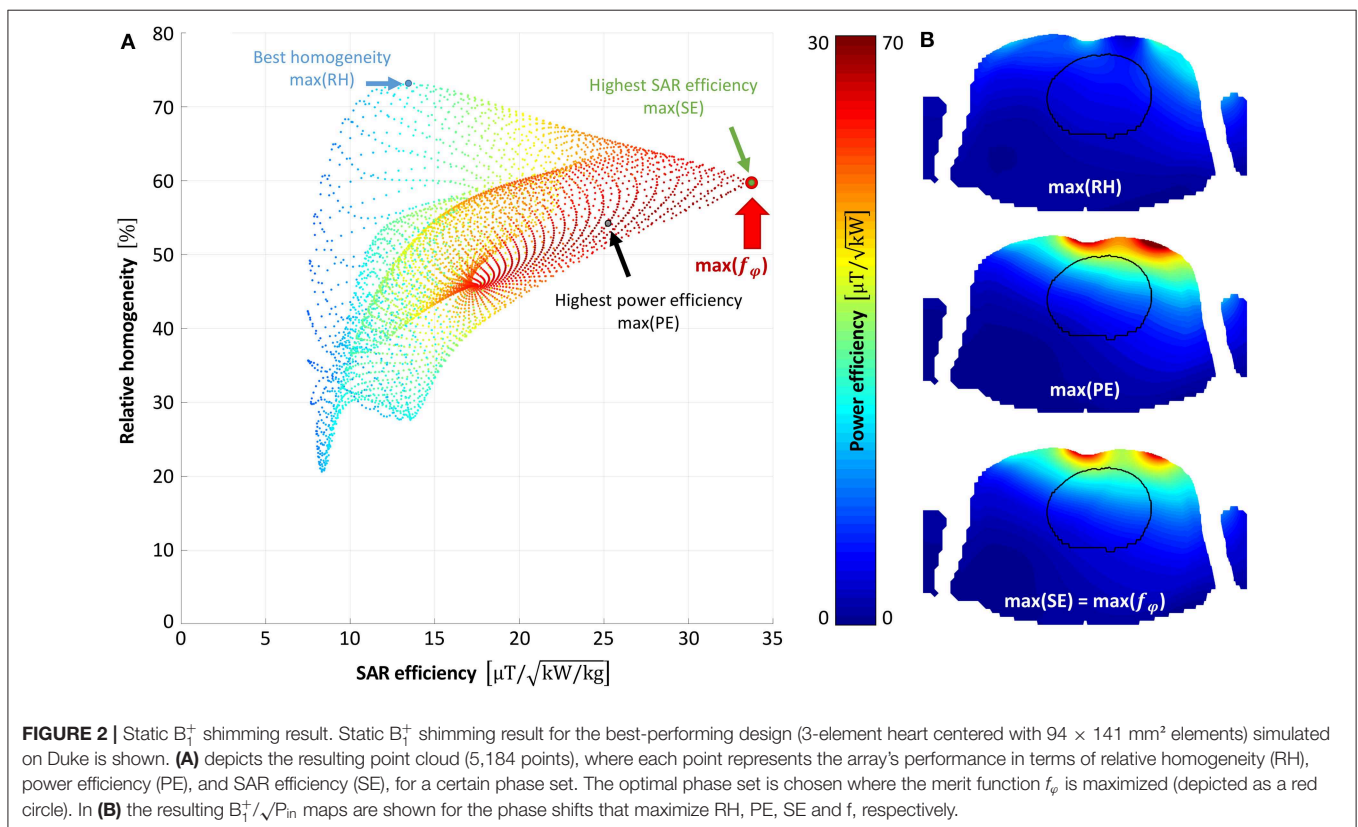 A
80
70
60
50
40
30
20
10
0
0 5 10 15 20 25 30 35
Relative homogeneity [%]
SAR efficiency [μT/√kW/kg]
Best homogeneity
max(RH)
Highest SAR efficiency
max(SE)
max(fφ)
Highest power efficiency
max(PE)
30 70
Power efficiency [μT/√kW]
0 0
B
max(RH)
max(PE)
max(SE) = max(fφ)
FIGURE 2 | Static B₁⁺ shimming result. Static B₁⁺ shimming result for the best-performing design (3-element heart centered with 94 × 141 mm² elements) simulated
on Duke is shown. (A) depicts the resulting point cloud (5,184 points), where each point represents the array's performance in terms of relative homogeneity (RH),
power efficiency (PE), and SAR efficiency (SE), for a certain phase set. The optimal phase set is chosen where the merit function fφ is maximized (depicted as a red
circle). In (B) the resulting B₁⁺/√Pin maps are shown for the phase shifts that maximize RH, PE, SE and f, respectively.